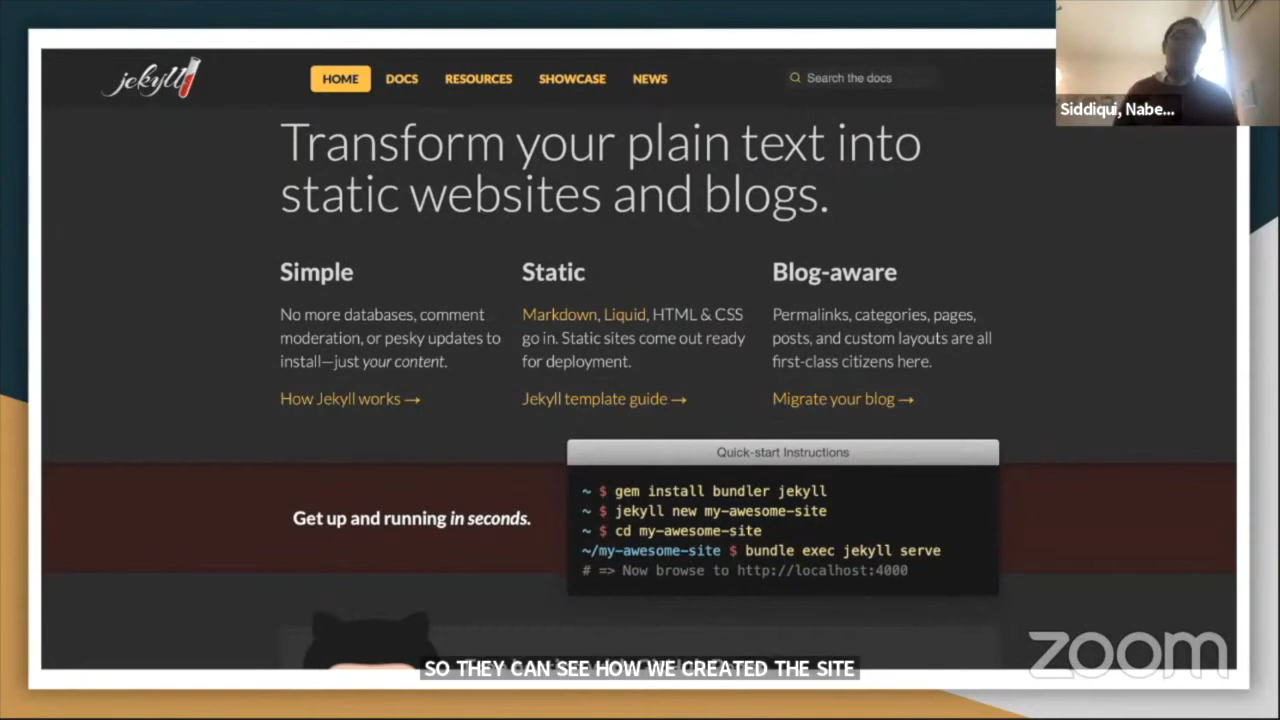 jekyll
HOME DOCS RESOURCES SHOWCASE NEWS
Search the docs
Siddiqui, Nabe...
Transform your plain text into
static websites and blogs.
Simple
No more databases, comment
moderation, or pesky updates to
install—just your content.
How Jekyll works →
Static
Markdown, Liquid, HTML & CSS
go in. Static sites come out ready
for deployment.
Jekyll template guide →
Blog-aware
Permalinks, categories, pages,
posts, and custom layouts are all
first-class citizens here.
Migrate your blog →
Get up and running in seconds.
Quick-start Instructions
~ $ gem install bundler jekyll
~ $ jekyll new my-awesome-site
~ $ cd my-awesome-site
~/my-awesome-site $ bundle exec jekyll serve
# => Now browse to http://localhost:4000
SO THEY CAN SEE HOW WE CREATED THE SITE
zoom